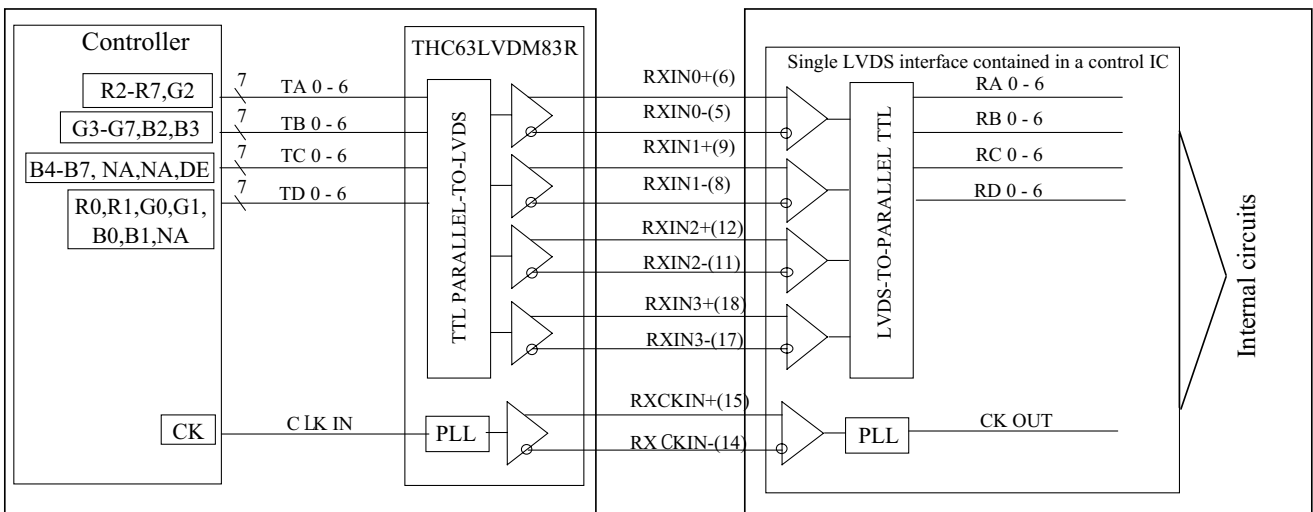 Controller
R2-R7,G2
G3-G7,B2,B3
B4-B7, NA,NA,DE
R0,R1,G0,G1,
B0,B1,NA
CK
7
TA 0 - 6
7
TB 0 - 6
7
TC 0 - 6
7
TD 0 - 6
CLK IN
THC63LVDM83R
TTL PARALLEL-TO-LVDS
PLL
RXIN0+(6)
RXIN0-(5)
RXIN1+(9)
RXIN1-(8)
RXIN2+(12)
RXIN2-(11)
RXIN3+(18)
RXIN3-(17)
RXCKIN+(15)
RX CKIN-(14)
Single LVDS interface contained in a control IC
LVDS-TO-PARALLEL TTL
PLL
RA 0 - 6
RB 0 - 6
RC 0 - 6
RD 0 - 6
CK OUT
Internal circuits